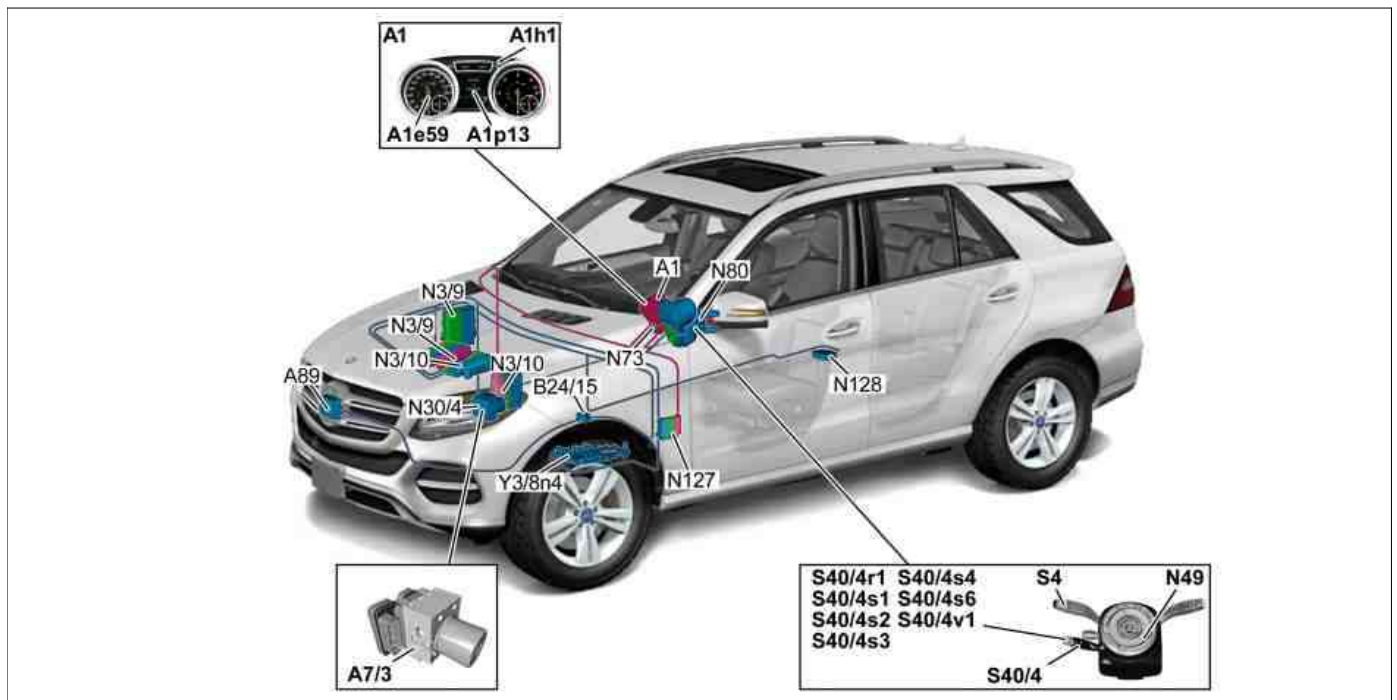 A1 A1h1
A1e59 A1p13
A1 N80
N3/9
N3/9
N3/10 N3/10
N73
A89
B24/15
N128
N30/4
Y3/8n4 N127
A7/3
S40/4r1 S40/4s4 S4 N49
S40/4s1 S40/4s6
S40/4s2 S40/4v1
S40/4s3
S40/4